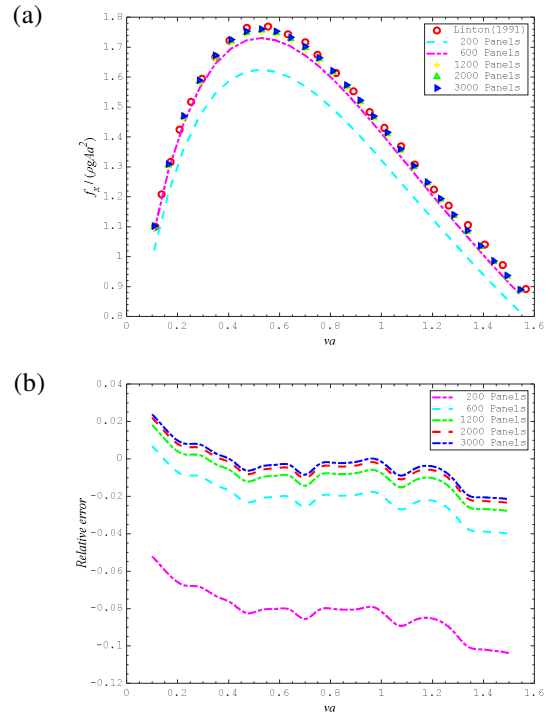 (a)
1.8
1.7
1.6
1.5
1.4
1.3
1.2
1.1
1
0.9
0.8
f_x / (ρgAa²)
Linton(1991)
200 Panels
600 Panels
1200 Panels
2000 Panels
3000 Panels
0 0.2 0.4 0.6 0.8 1 1.2 1.4 1.6
va
(b)
0.04
0.02
0
-0.02
-0.04
-0.06
-0.08
-0.1
-0.12
Relative error
200 Panels
600 Panels
1200 Panels
2000 Panels
3000 Panels
0 0.2 0.4 0.6 0.8 1 1.2 1.4 1.6
va